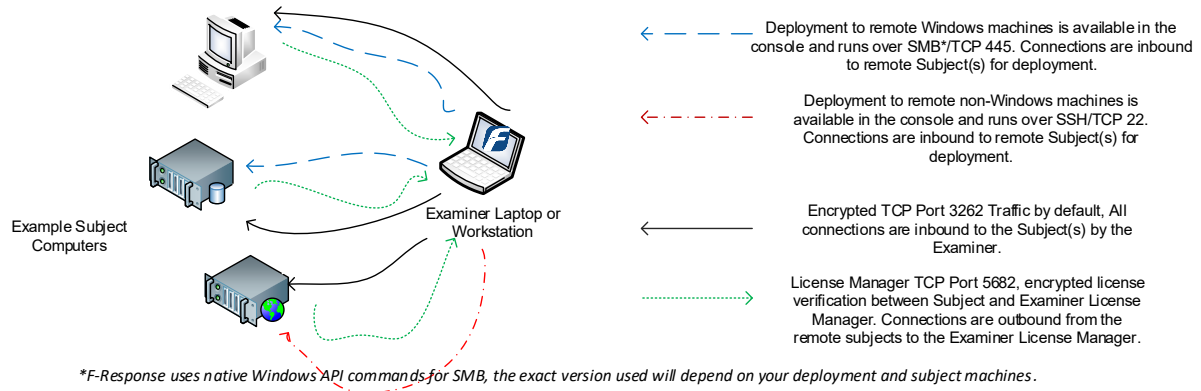 Deployment to remote Windows machines is available in the
console and runs over SMB*/TCP 445. Connections are inbound
to remote Subject(s) for deployment.
Deployment to remote non-Windows machines is
available in the console and runs over SSH/TCP 22.
Connections are inbound to remote Subject(s) for
deployment.
Example Subject
Computers
Examiner Laptop or
Workstation
Encrypted TCP Port 3262 Traffic by default, All
connections are inbound to the Subject(s) by the
Examiner.
License Manager TCP Port 5682, encrypted license
verification between Subject and Examiner License
Manager. Connections are outbound from the
remote subjects to the Examiner License Manager.
*F-Response uses native Windows API commands for SMB, the exact version used will depend on your deployment and subject machines.